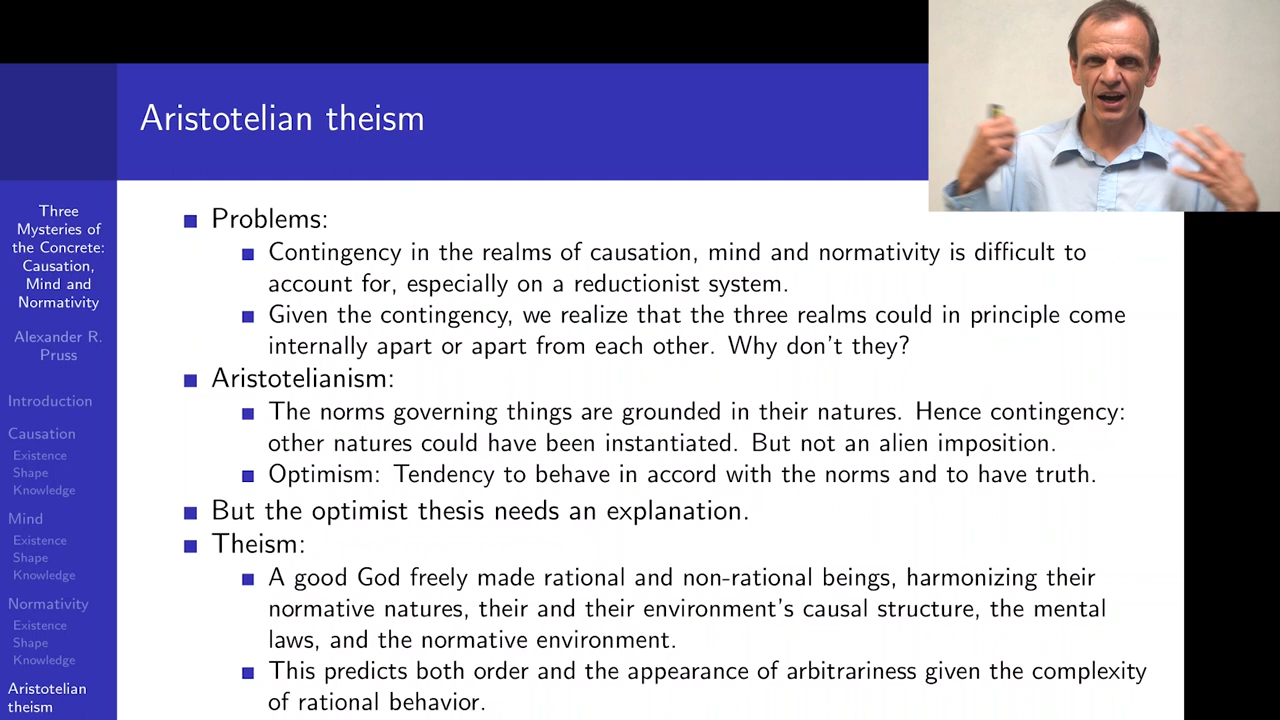 Aristotelian theism
Three
Mysteries of
the Concrete:
Causation,
Mind and
Normativity
Alexander R.
Pruss
Introduction
Causation
Existence
Shape
Knowledge
Mind
Existence
Shape
Knowledge
Normativity
Existence
Shape
Knowledge
Aristotelian
theism
Problems:
Contingency in the realms of causation, mind and normativity is difficult to
account for, especially on a reductionist system.
Given the contingency, we realize that the three realms could in principle come
internally apart or apart from each other. Why don't they?
Aristotelianism:
The norms governing things are grounded in their natures. Hence contingency:
other natures could have been instantiated. But not an alien imposition.
Optimism: Tendency to behave in accord with the norms and to have truth.
But the optimist thesis needs an explanation.
Theism:
A good God freely made rational and non-rational beings, harmonizing their
normative natures, their and their environment's causal structure, the mental
laws, and the normative environment.
This predicts both order and the appearance of arbitrariness given the complexity
of rational behavior.